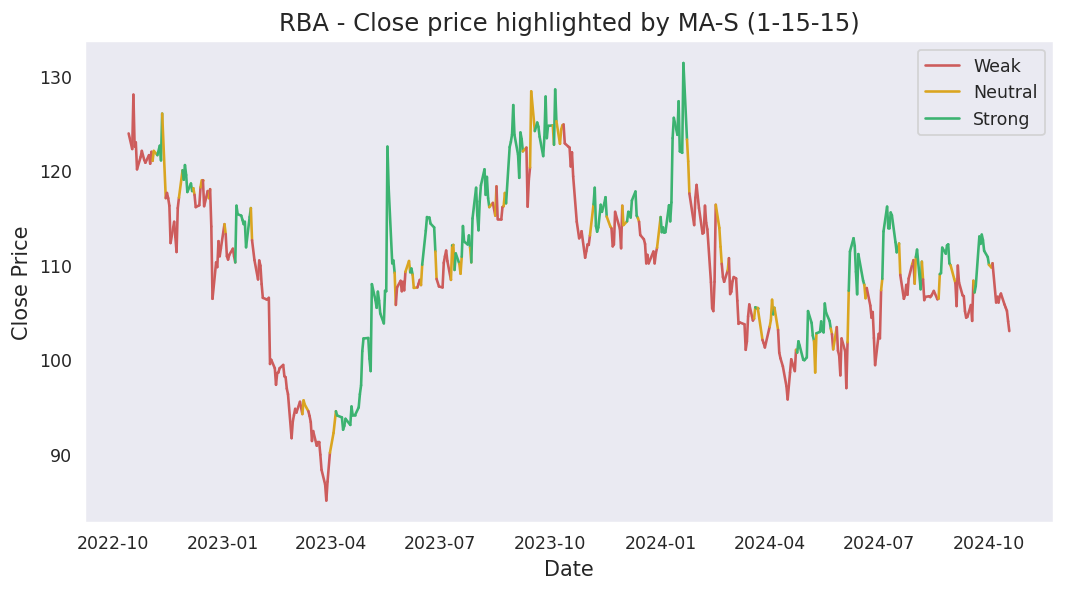 RBA - Close price highlighted by MA-S (1-15-15)
Weak
Neutral
Strong
Close Price
130
120
110
100
90
2022-10 2023-01 2023-04 2023-07 2023-10 2024-01 2024-04 2024-07 2024-10
Date